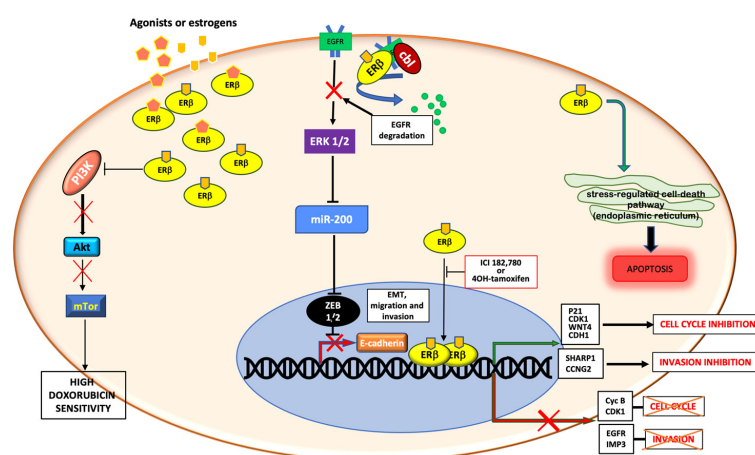 Agonists or estrogens
EGFR
cbl
ERβ
ERβ
ERβ
ERβ
ERβ
ERβ
ERβ
ERβ
ERβ
EGFR
degradation
ERK 1/2
PI3K
Akt
mTor
HIGH
DOXORUBICIN
SENSITIVITY
miR-200
ERβ
ICI 182,780
or
4OH-tamoxifen
ZEB
1/2
EMT,
migration and
invasion
E-cadherin
ERβ
ERβ
stress-regulated cell-death
pathway
(endoplasmic reticulum)
APOPTOSIS
P21
CDK1
WNT4
CDH1
CELL CYCLE INHIBITION
SHARP1
CCNG2
INVASION INHIBITION
Cyc B
CDK1
CELL CYCLE
EGFR
IMP3
INVASION